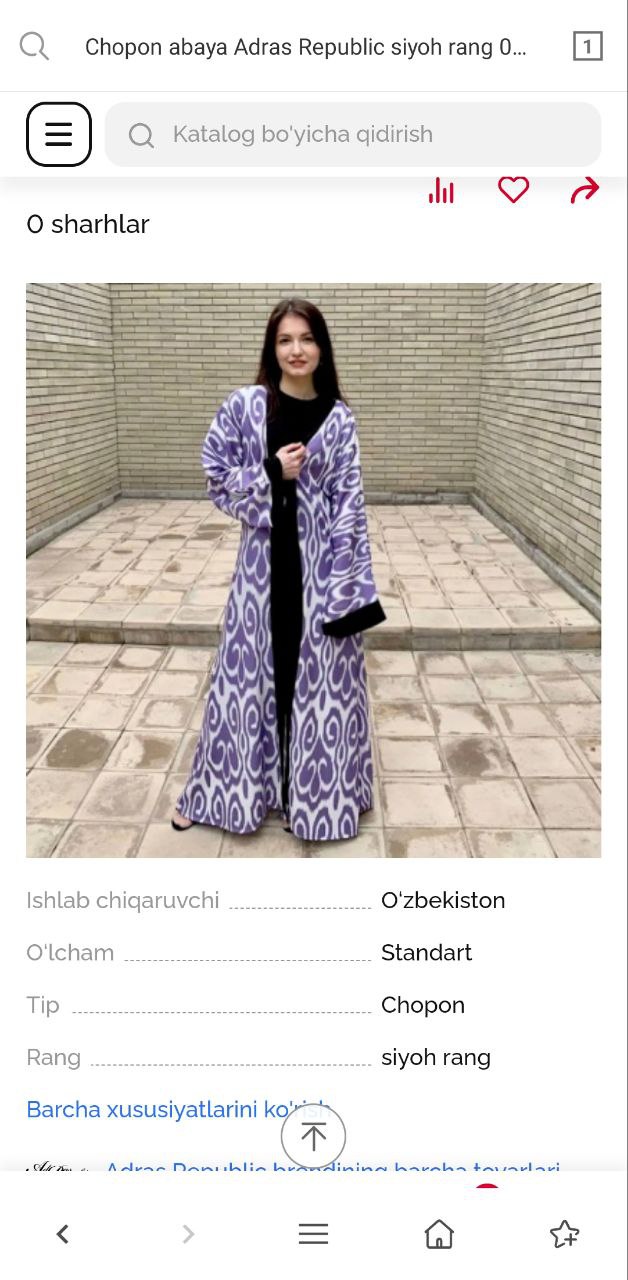 Chopon abaya Adras Republic siyoh rang 0...
1
Katalog bo'yicha qidirish
0 sharhlar
Ishlab chiqaruvchi O‘zbekiston
O‘lcham Standart
Tip Chopon
Rang siyoh rang
Barcha xususiyatlarini ko'rish
Adras Republic brendining barcha tovarlari